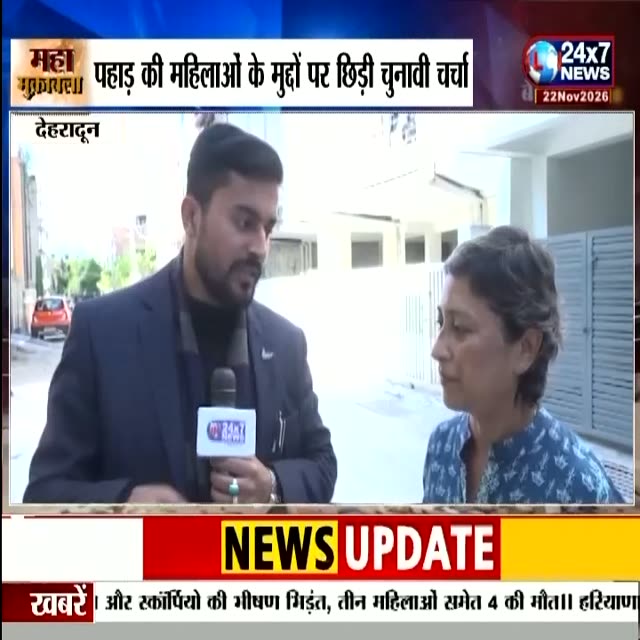 महा
मुक़ाबला
पहाड़ की महिलाओं के मुद्दों पर छिड़ी चुनावी चर्चा
24x7
NEWS
22Nov2026
देहरादून
24x7
NEWS
NEWS UPDATE
खबरें
और स्कॉर्पियो की भीषण भिड़ंत, तीन महिलाओं समेत 4 की मौत।। हरियाणा